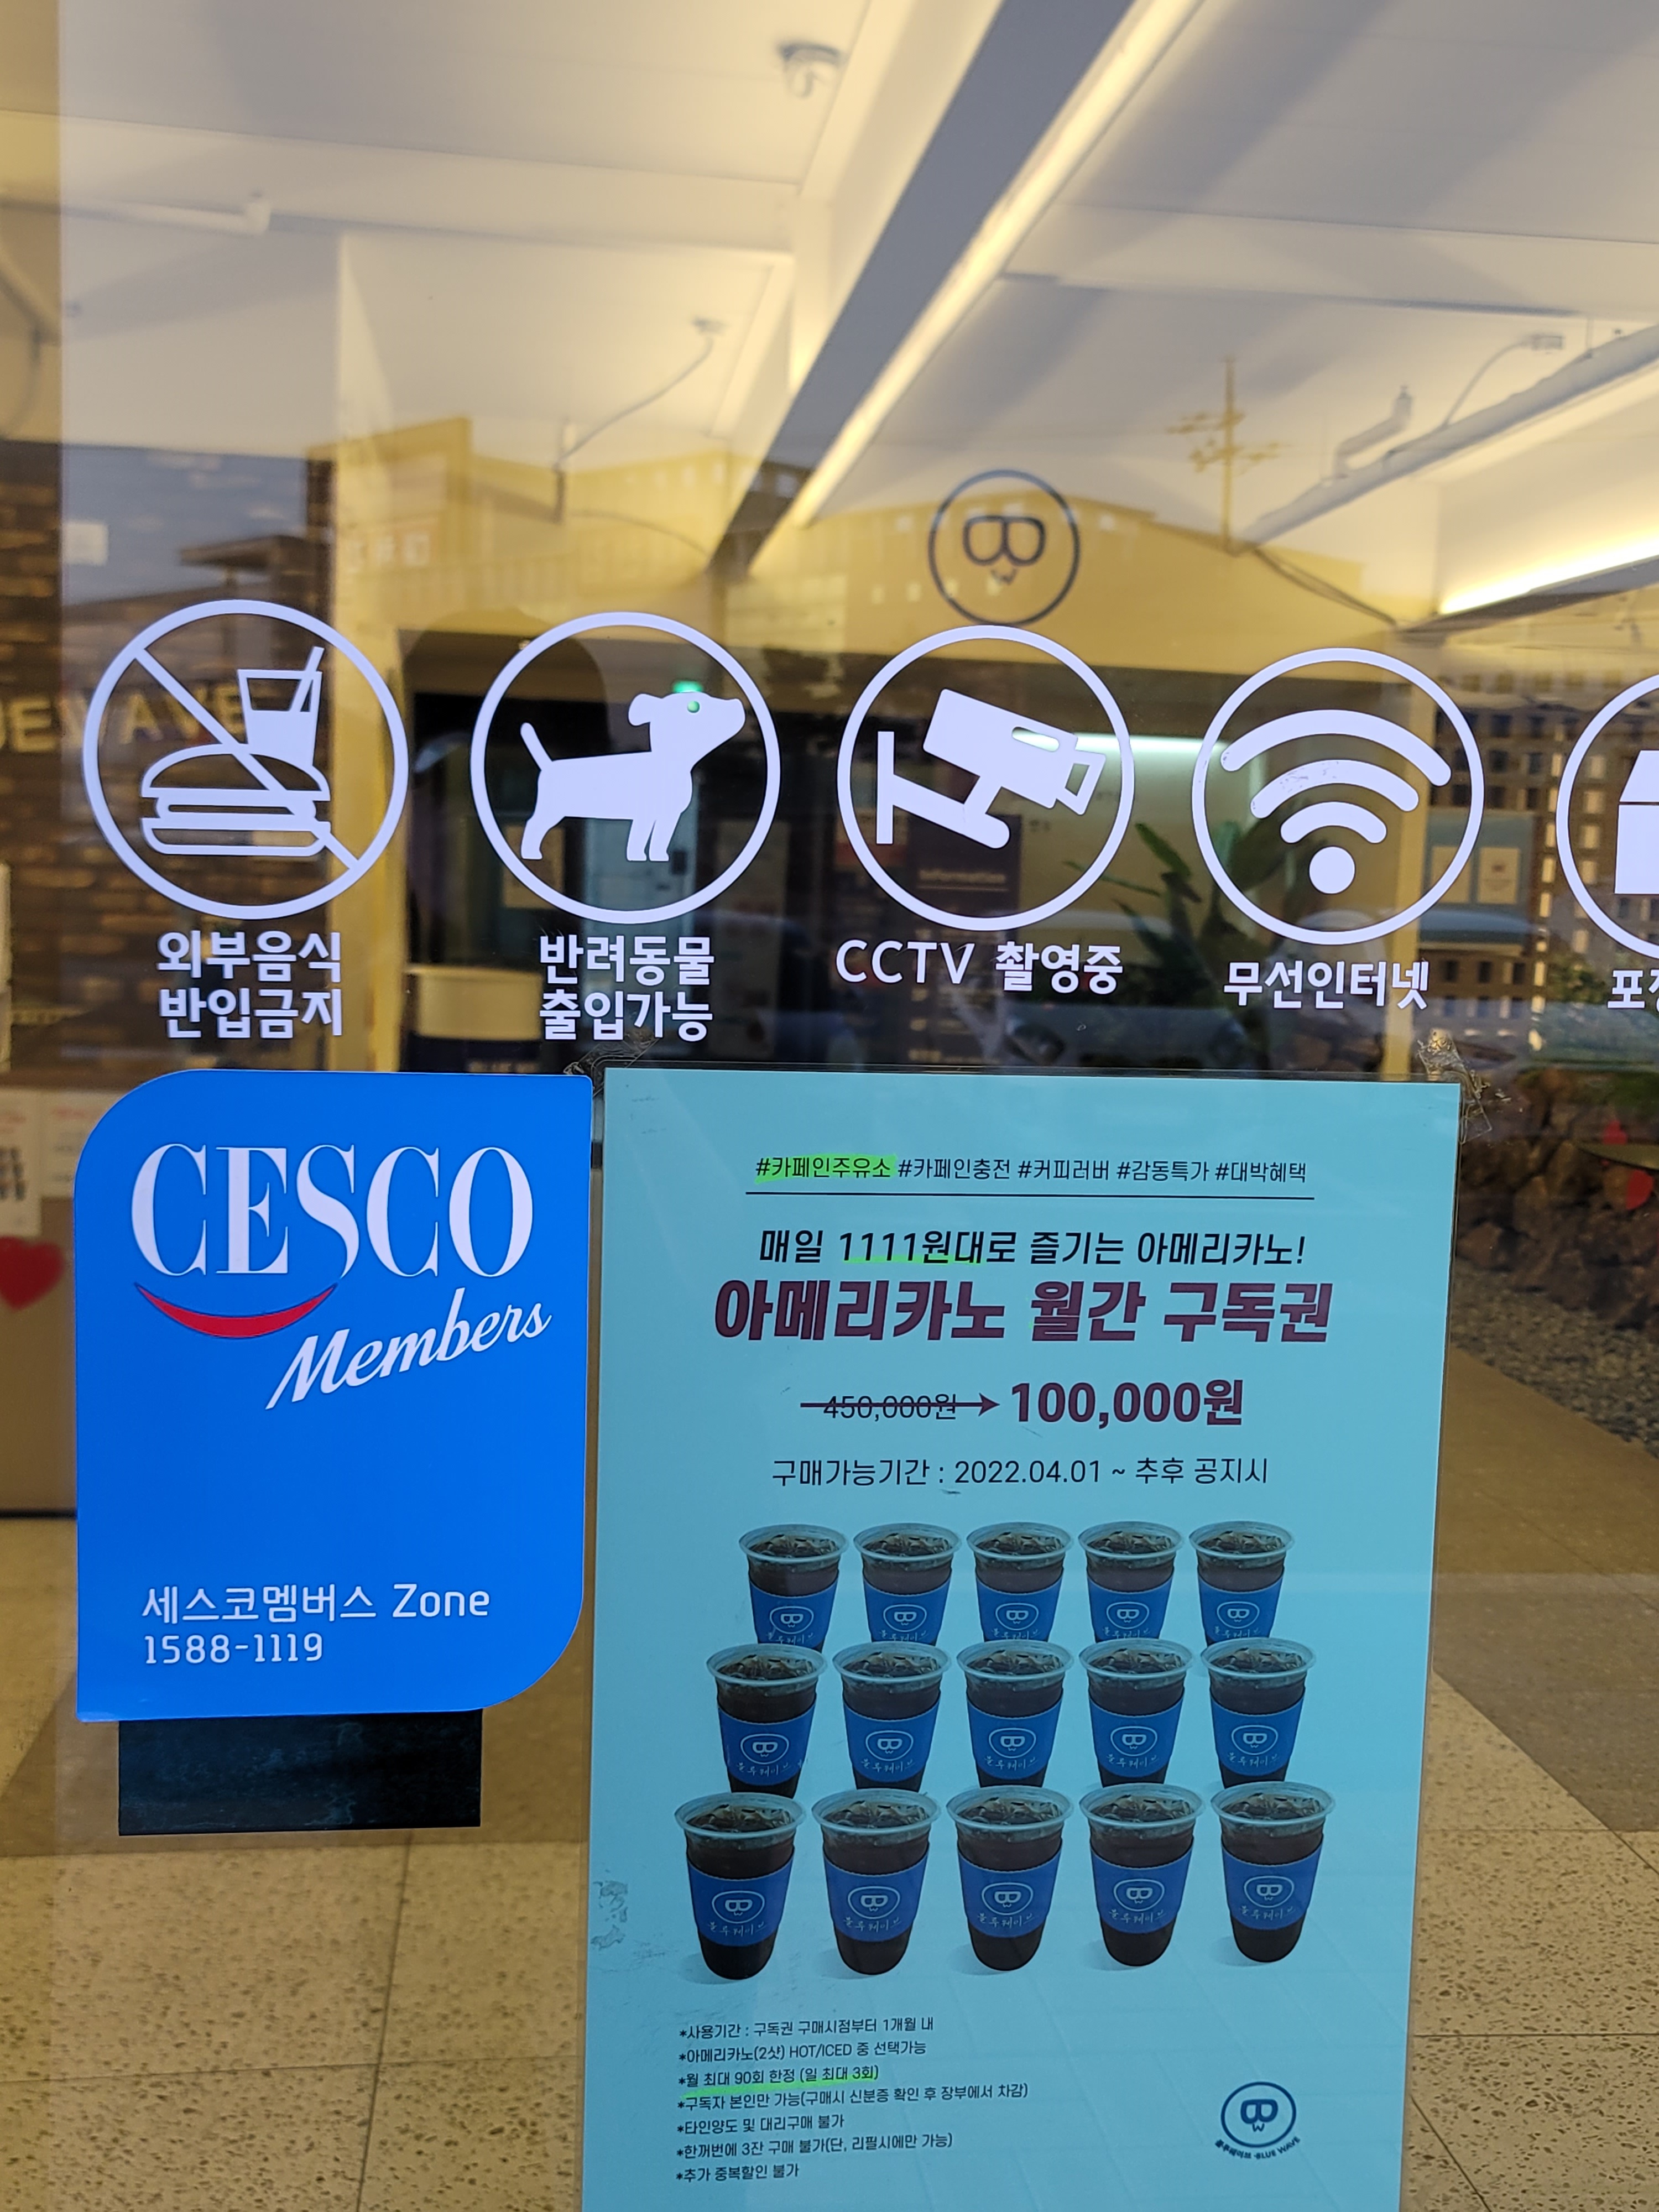 외부음식
반입금지
반려동물
출입가능
CCTV 촬영중
무선인터넷
CESCO
Members
세스코멤버스 Zone
1588-1119
#카페인주유소 #카페인충전 #커피러버 #감동특가 #대박혜택
매일 1111원대로 즐기는 아메리카노!
아메리카노 월간 구독권
450,000원 → 100,000원
구매가능기간 : 2022.04.01 ~ 추후 공지시
*사용기간 : 구독권 구매시점부터 1개월 내
*아메리카노(2샷) HOT/ICED 중 선택가능
*월 최대 90회 한정 (일 최대 3회)
*구독자 본인만 가능(구매시 신분증 확인 후 장부에서 차감)
*타인양도 및 대리구매 불가
*한꺼번에 3잔 구매 불가(단, 리필시에만 가능)
*추가 중복할인 불가
블루웨이브 · BLUE WAVE